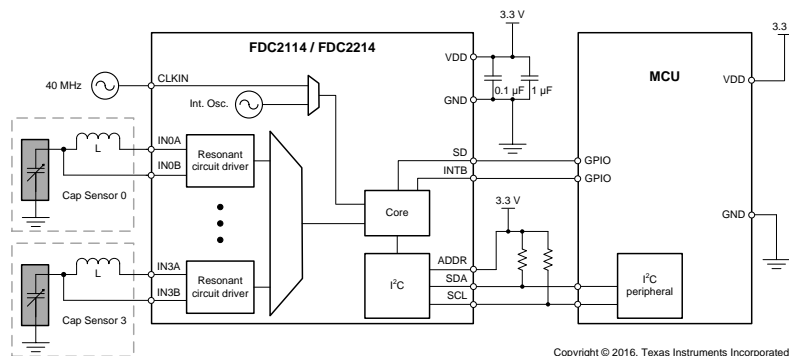 3.3 V
3.3
FDC2114 / FDC2214
MCU
VDD
VDD
40 MHz
CLKIN
0.1 µF
1 µF
Int. Osc.
GND
IN0A
L
Resonant
circuit driver
SD
GPIO
IN0B
INTB
GPIO
Cap Sensor 0
3.3 V
Core
GND
ADDR
IN3A
L
Resonant
circuit driver
I²C
SDA
I²C
peripheral
IN3B
SCL
Cap Sensor 3
Copyright © 2016, Texas Instruments Incorporated